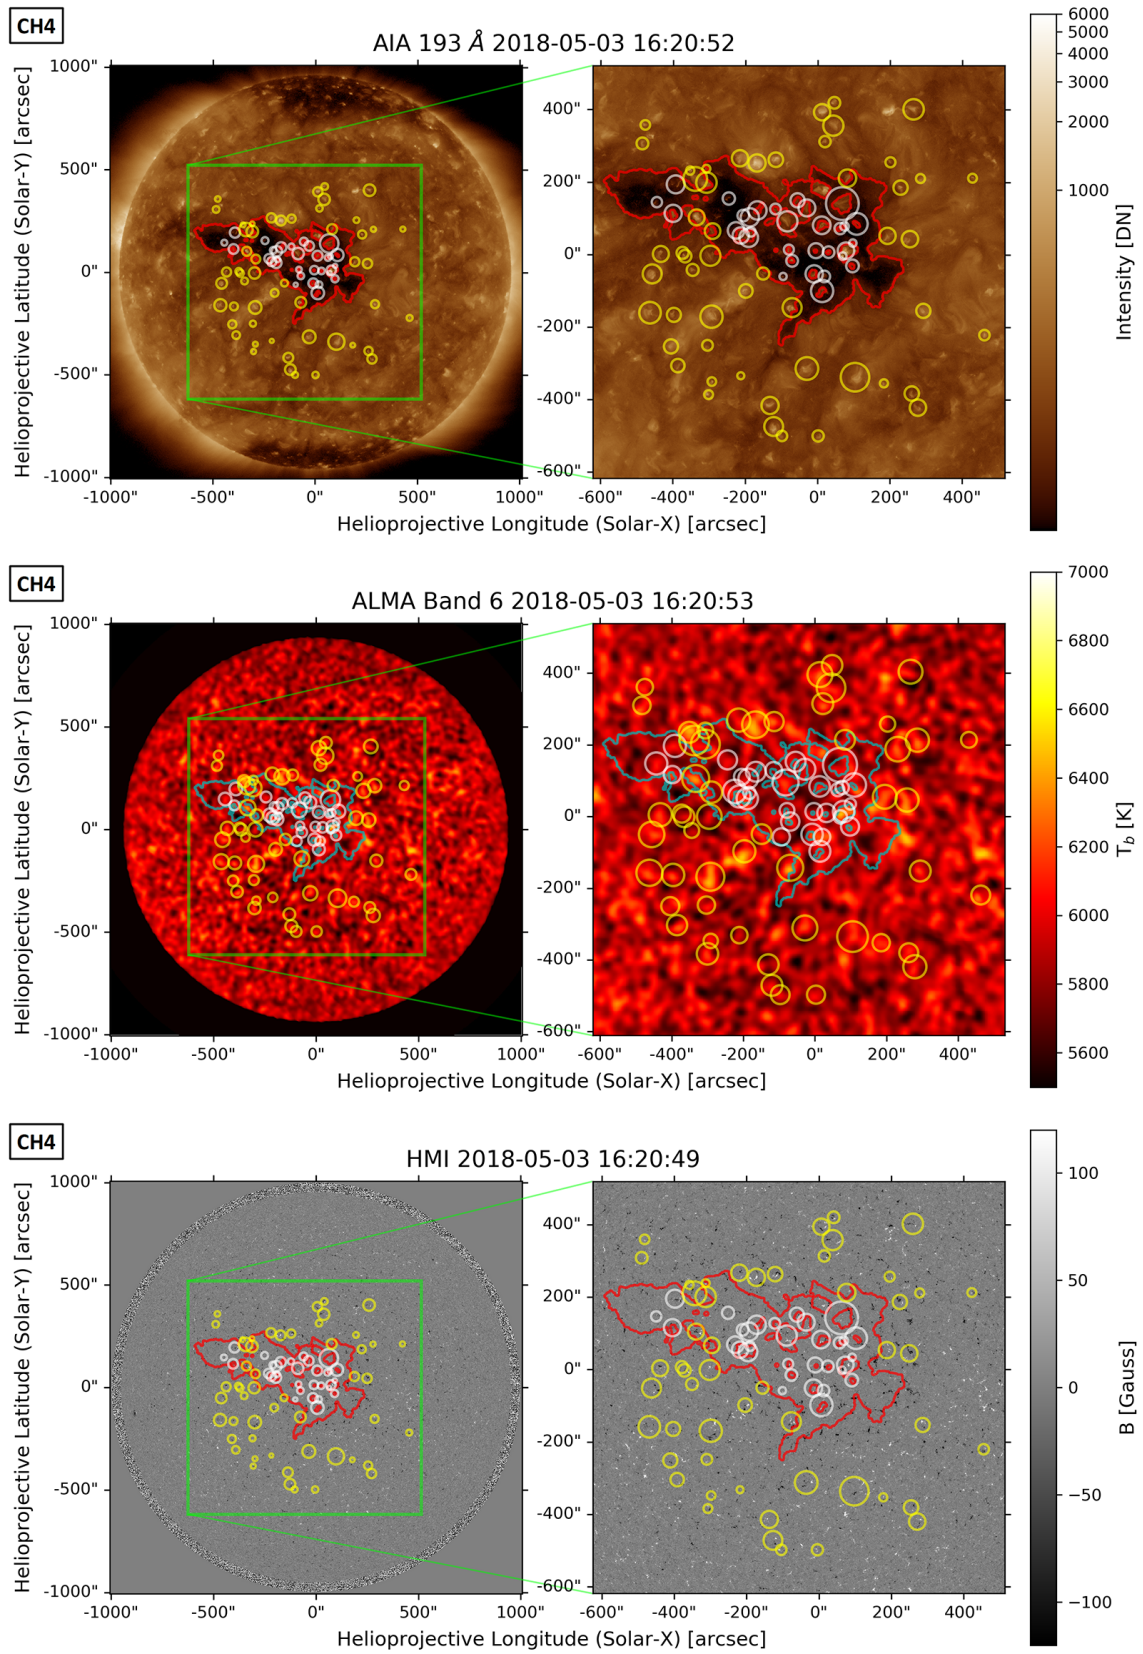 CH4
AIA 193 Å 2018-05-03 16:20:52
Helioprojective Latitude (Solar-Y) [arcsec]
1000"
500"
0"
-500"
-1000"
-1000" -500" 0" 500" 1000"
Helioprojective Longitude (Solar-X) [arcsec]
400"
200"
0"
-200"
-400"
-600"
-600" -400" -200" 0" 200" 400"
6000
5000
4000
3000
2000
1000
Intensity [DN]
CH4
ALMA Band 6 2018-05-03 16:20:53
Helioprojective Latitude (Solar-Y) [arcsec]
1000"
500"
0"
-500"
-1000"
-1000" -500" 0" 500" 1000"
Helioprojective Longitude (Solar-X) [arcsec]
400"
200"
0"
-200"
-400"
-600"
-600" -400" -200" 0" 200" 400"
7000
6800
6600
6400
6200
6000
5800
5600
T_b [K]
CH4
HMI 2018-05-03 16:20:49
Helioprojective Latitude (Solar-Y) [arcsec]
1000"
500"
0"
-500"
-1000"
-1000" -500" 0" 500" 1000"
Helioprojective Longitude (Solar-X) [arcsec]
400"
200"
0"
-200"
-400"
-600"
-600" -400" -200" 0" 200" 400"
100
50
0
−50
−100
B [Gauss]